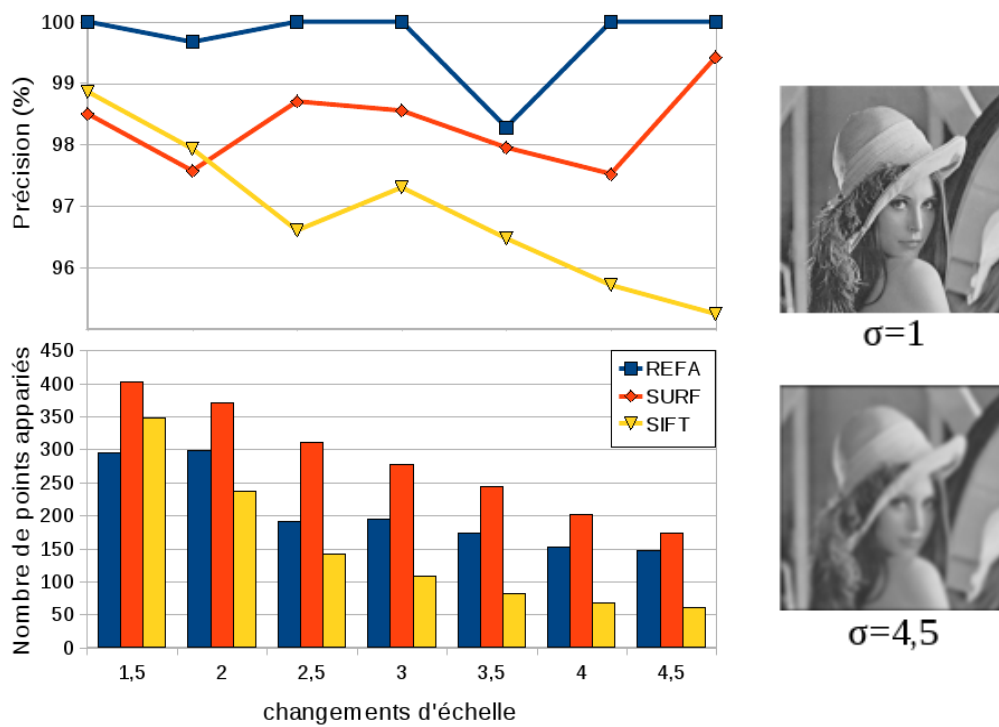 Précision (%)
100
99
98
97
96
σ=1
Nombre de points appariés
450
400
350
300
250
200
150
100
50
0
REFA
SURF
SIFT
1,5 2 2,5 3 3,5 4 4,5
changements d'échelle
σ=4,5